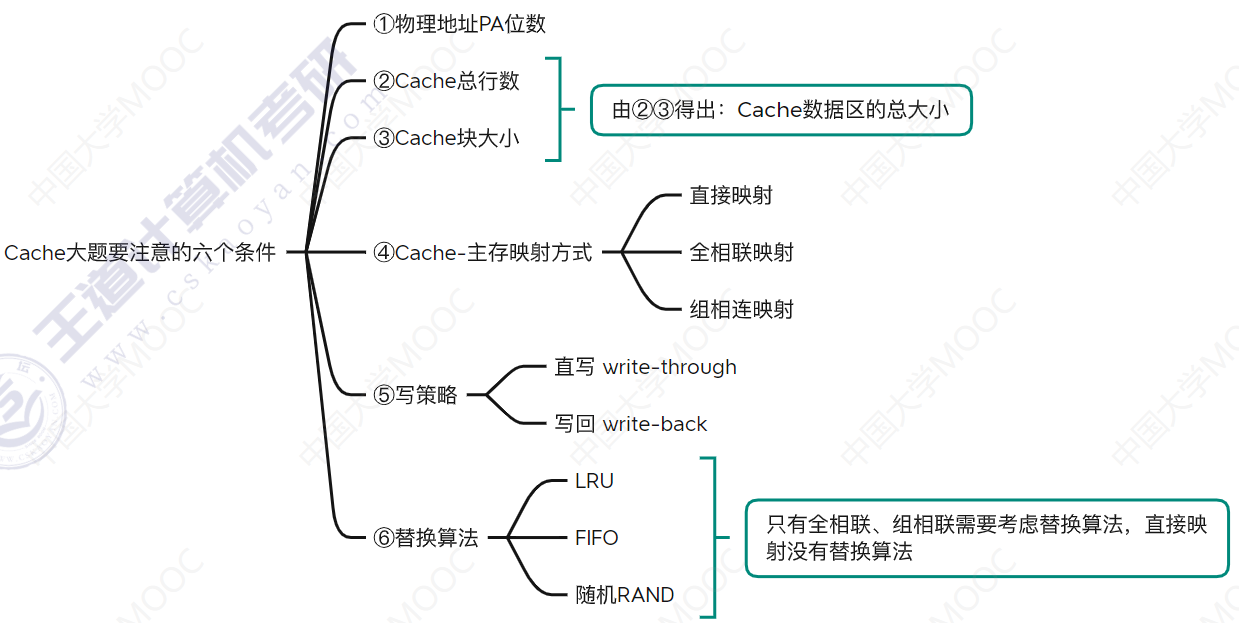 ①物理地址PA位数
②Cache总行数
③Cache块大小
由②③得出：Cache数据区的总大小
Cache大题要注意的六个条件
④Cache-主存映射方式
直接映射
全相联映射
组相连映射
⑤写策略
直写 write-through
写回 write-back
⑥替换算法
LRU
FIFO
随机RAND
只有全相联、组相联需要考虑替换算法，直接映
射没有替换算法
王道计算机考研
www.cskaoyan.com
中国大学MOOC